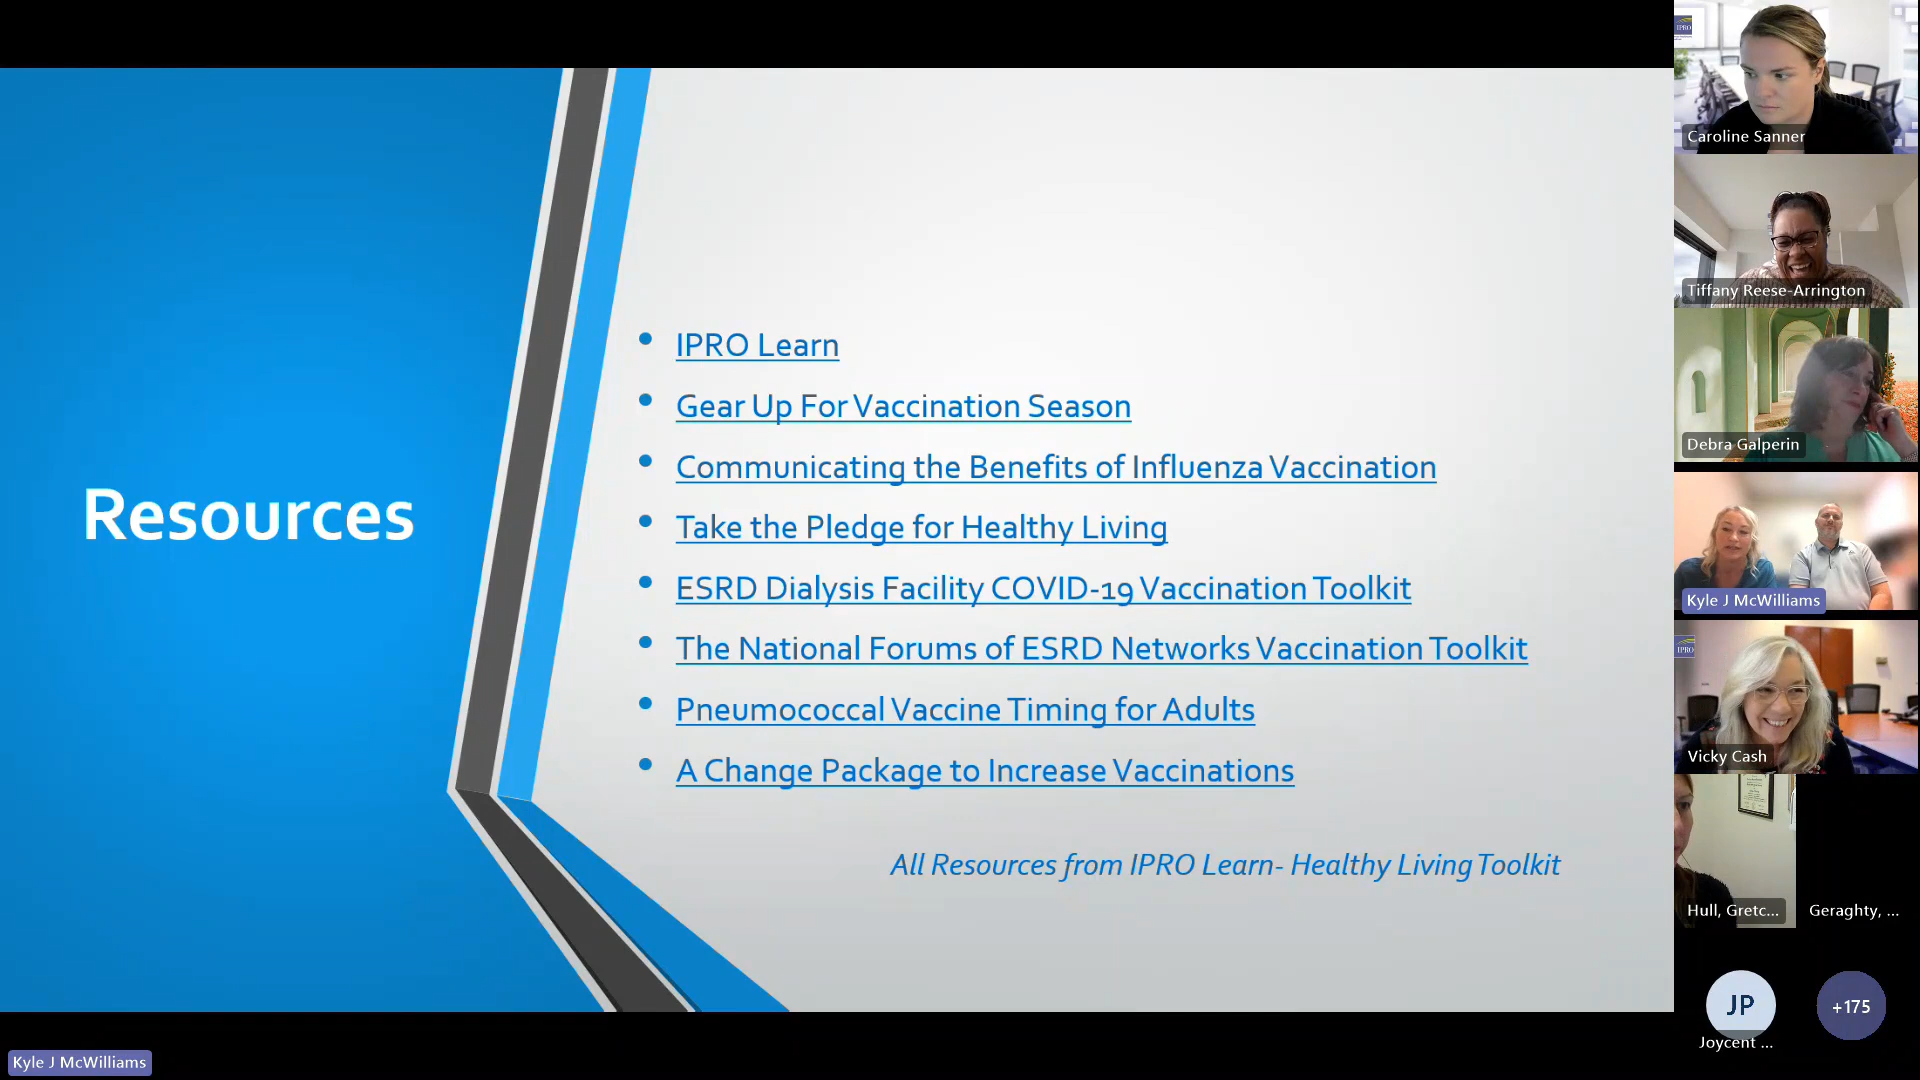 Resources
IPRO Learn
Gear Up For Vaccination Season
Communicating the Benefits of Influenza Vaccination
Take the Pledge for Healthy Living
ESRD Dialysis Facility COVID-19 Vaccination Toolkit
The National Forums of ESRD Networks Vaccination Toolkit
Pneumococcal Vaccine Timing for Adults
A Change Package to Increase Vaccinations
All Resources from IPRO Learn- Healthy Living Toolkit
IPRO
Caroline Sanner
Tiffany Reese-Arrington
Debra Galperin
Kyle J McWilliams
IPRO
Vicky Cash
Hull, Gretc...
Geraghty, ...
JP
Joycent ...
+175
Kyle J McWilliams